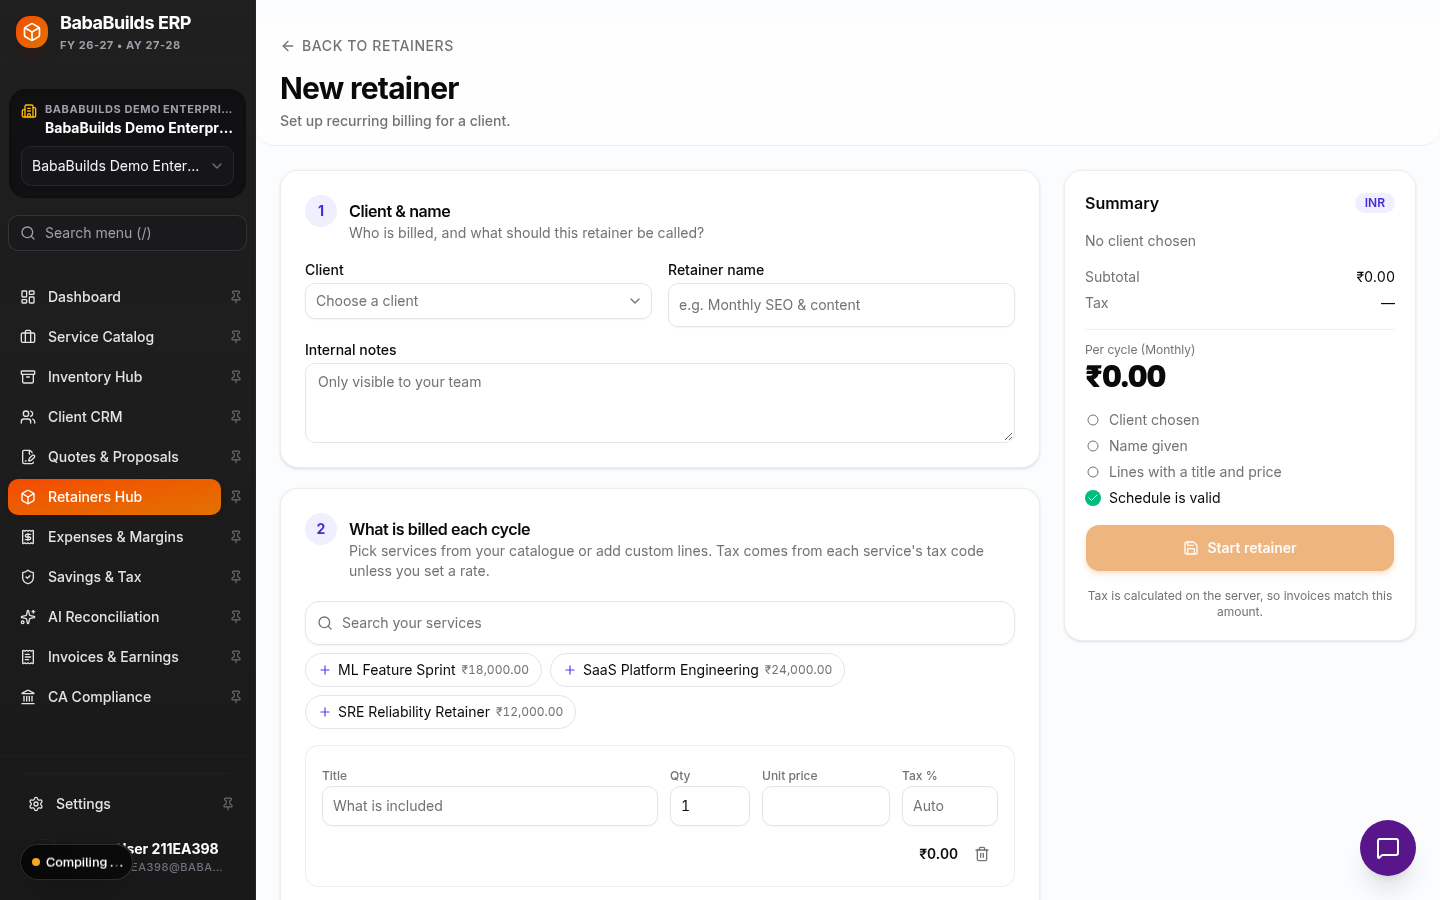 BabaBuilds ERP
FY 26-27 • AY 27-28
BABABUILDS DEMO ENTERPRI...
BabaBuilds Demo Enterpr...
BabaBuilds Demo Enter...
Search menu (/)
Dashboard
Service Catalog
Inventory Hub
Client CRM
Quotes & Proposals
Retainers Hub
Expenses & Margins
Savings & Tax
AI Reconciliation
Invoices & Earnings
CA Compliance
Settings
Compiling ...
ser 211EA398
EA398@BABA...
BACK TO RETAINERS
New retainer
Set up recurring billing for a client.
1
Client & name
Who is billed, and what should this retainer be called?
Client
Retainer name
Choose a client
e.g. Monthly SEO & content
Internal notes
Only visible to your team
2
What is billed each cycle
Pick services from your catalogue or add custom lines. Tax comes from each service's tax code
unless you set a rate.
Search your services
+ ML Feature Sprint ₹18,000.00
+ SaaS Platform Engineering ₹24,000.00
+ SRE Reliability Retainer ₹12,000.00
Title
Qty
Unit price
Tax %
What is included
1
Auto
₹0.00
Summary
INR
No client chosen
Subtotal ₹0.00
Tax —
Per cycle (Monthly)
₹0.00
Client chosen
Name given
Lines with a title and price
Schedule is valid
Start retainer
Tax is calculated on the server, so invoices match this
amount.